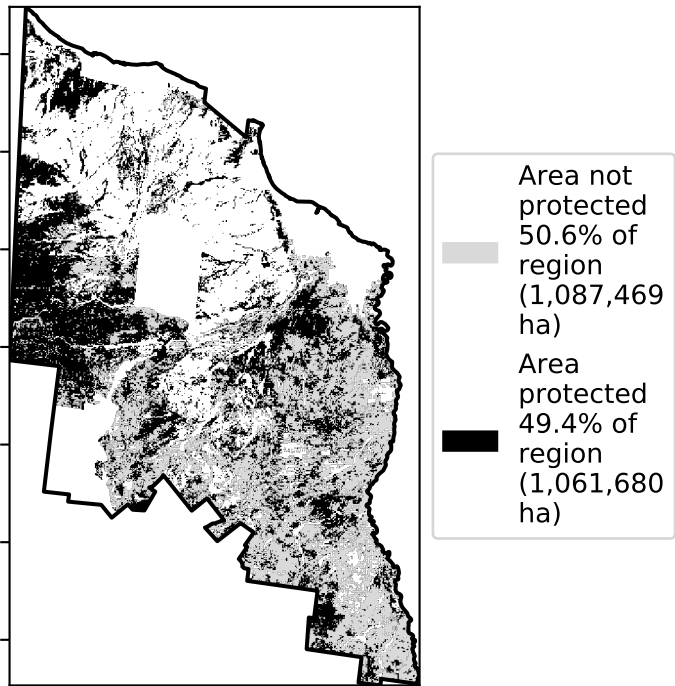 Area not
protected
50.6% of
region
(1,087,469
ha)
Area
protected
49.4% of
region
(1,061,680
ha)